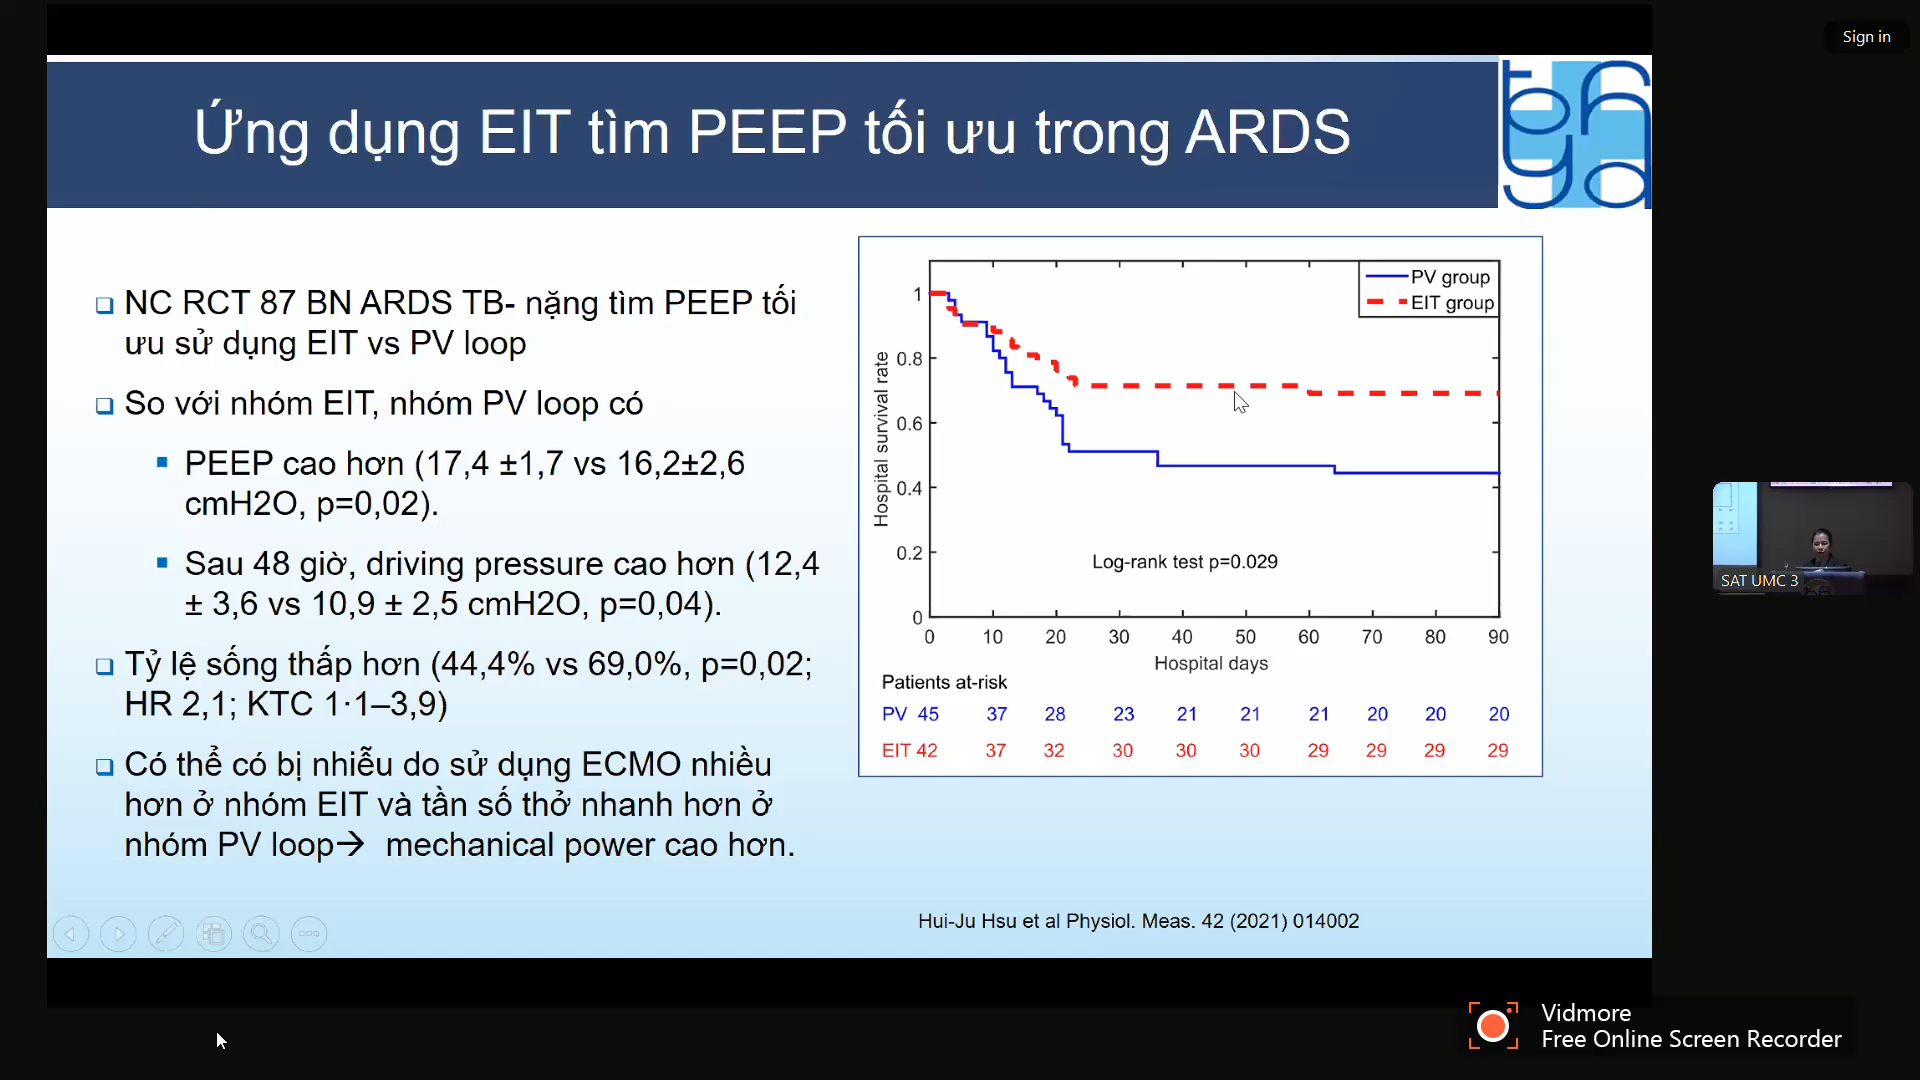 Sign in
Ứng dụng EIT tìm PEEP tối ưu trong ARDS
NC RCT 87 BN ARDS TB- nặng tìm PEEP tối
ưu sử dụng EIT vs PV loop
So với nhóm EIT, nhóm PV loop có
PEEP cao hơn (17,4 ±1,7 vs 16,2±2,6
cmH2O, p=0,02).
Sau 48 giờ, driving pressure cao hơn (12,4
± 3,6 vs 10,9 ± 2,5 cmH2O, p=0,04).
Tỷ lệ sống thấp hơn (44,4% vs 69,0%, p=0,02;
HR 2,1; KTC 1·1–3,9)
Có thể có bị nhiễu do sử dụng ECMO nhiều
hơn ở nhóm EIT và tần số thở nhanh hơn ở
nhóm PV loop→ mechanical power cao hơn.
PV group
EIT group
Hospital survival rate
1
0.8
0.6
0.4
0.2
0
Log-rank test p=0.029
0 10 20 30 40 50 60 70 80 90
Hospital days
Patients at-risk
PV 45 37 28 23 21 21 21 20 20 20
EIT 42 37 32 30 30 30 29 29 29 29
Hui-Ju Hsu et al Physiol. Meas. 42 (2021) 014002
SAT UMC 3
Vidmore
Free Online Screen Recorder